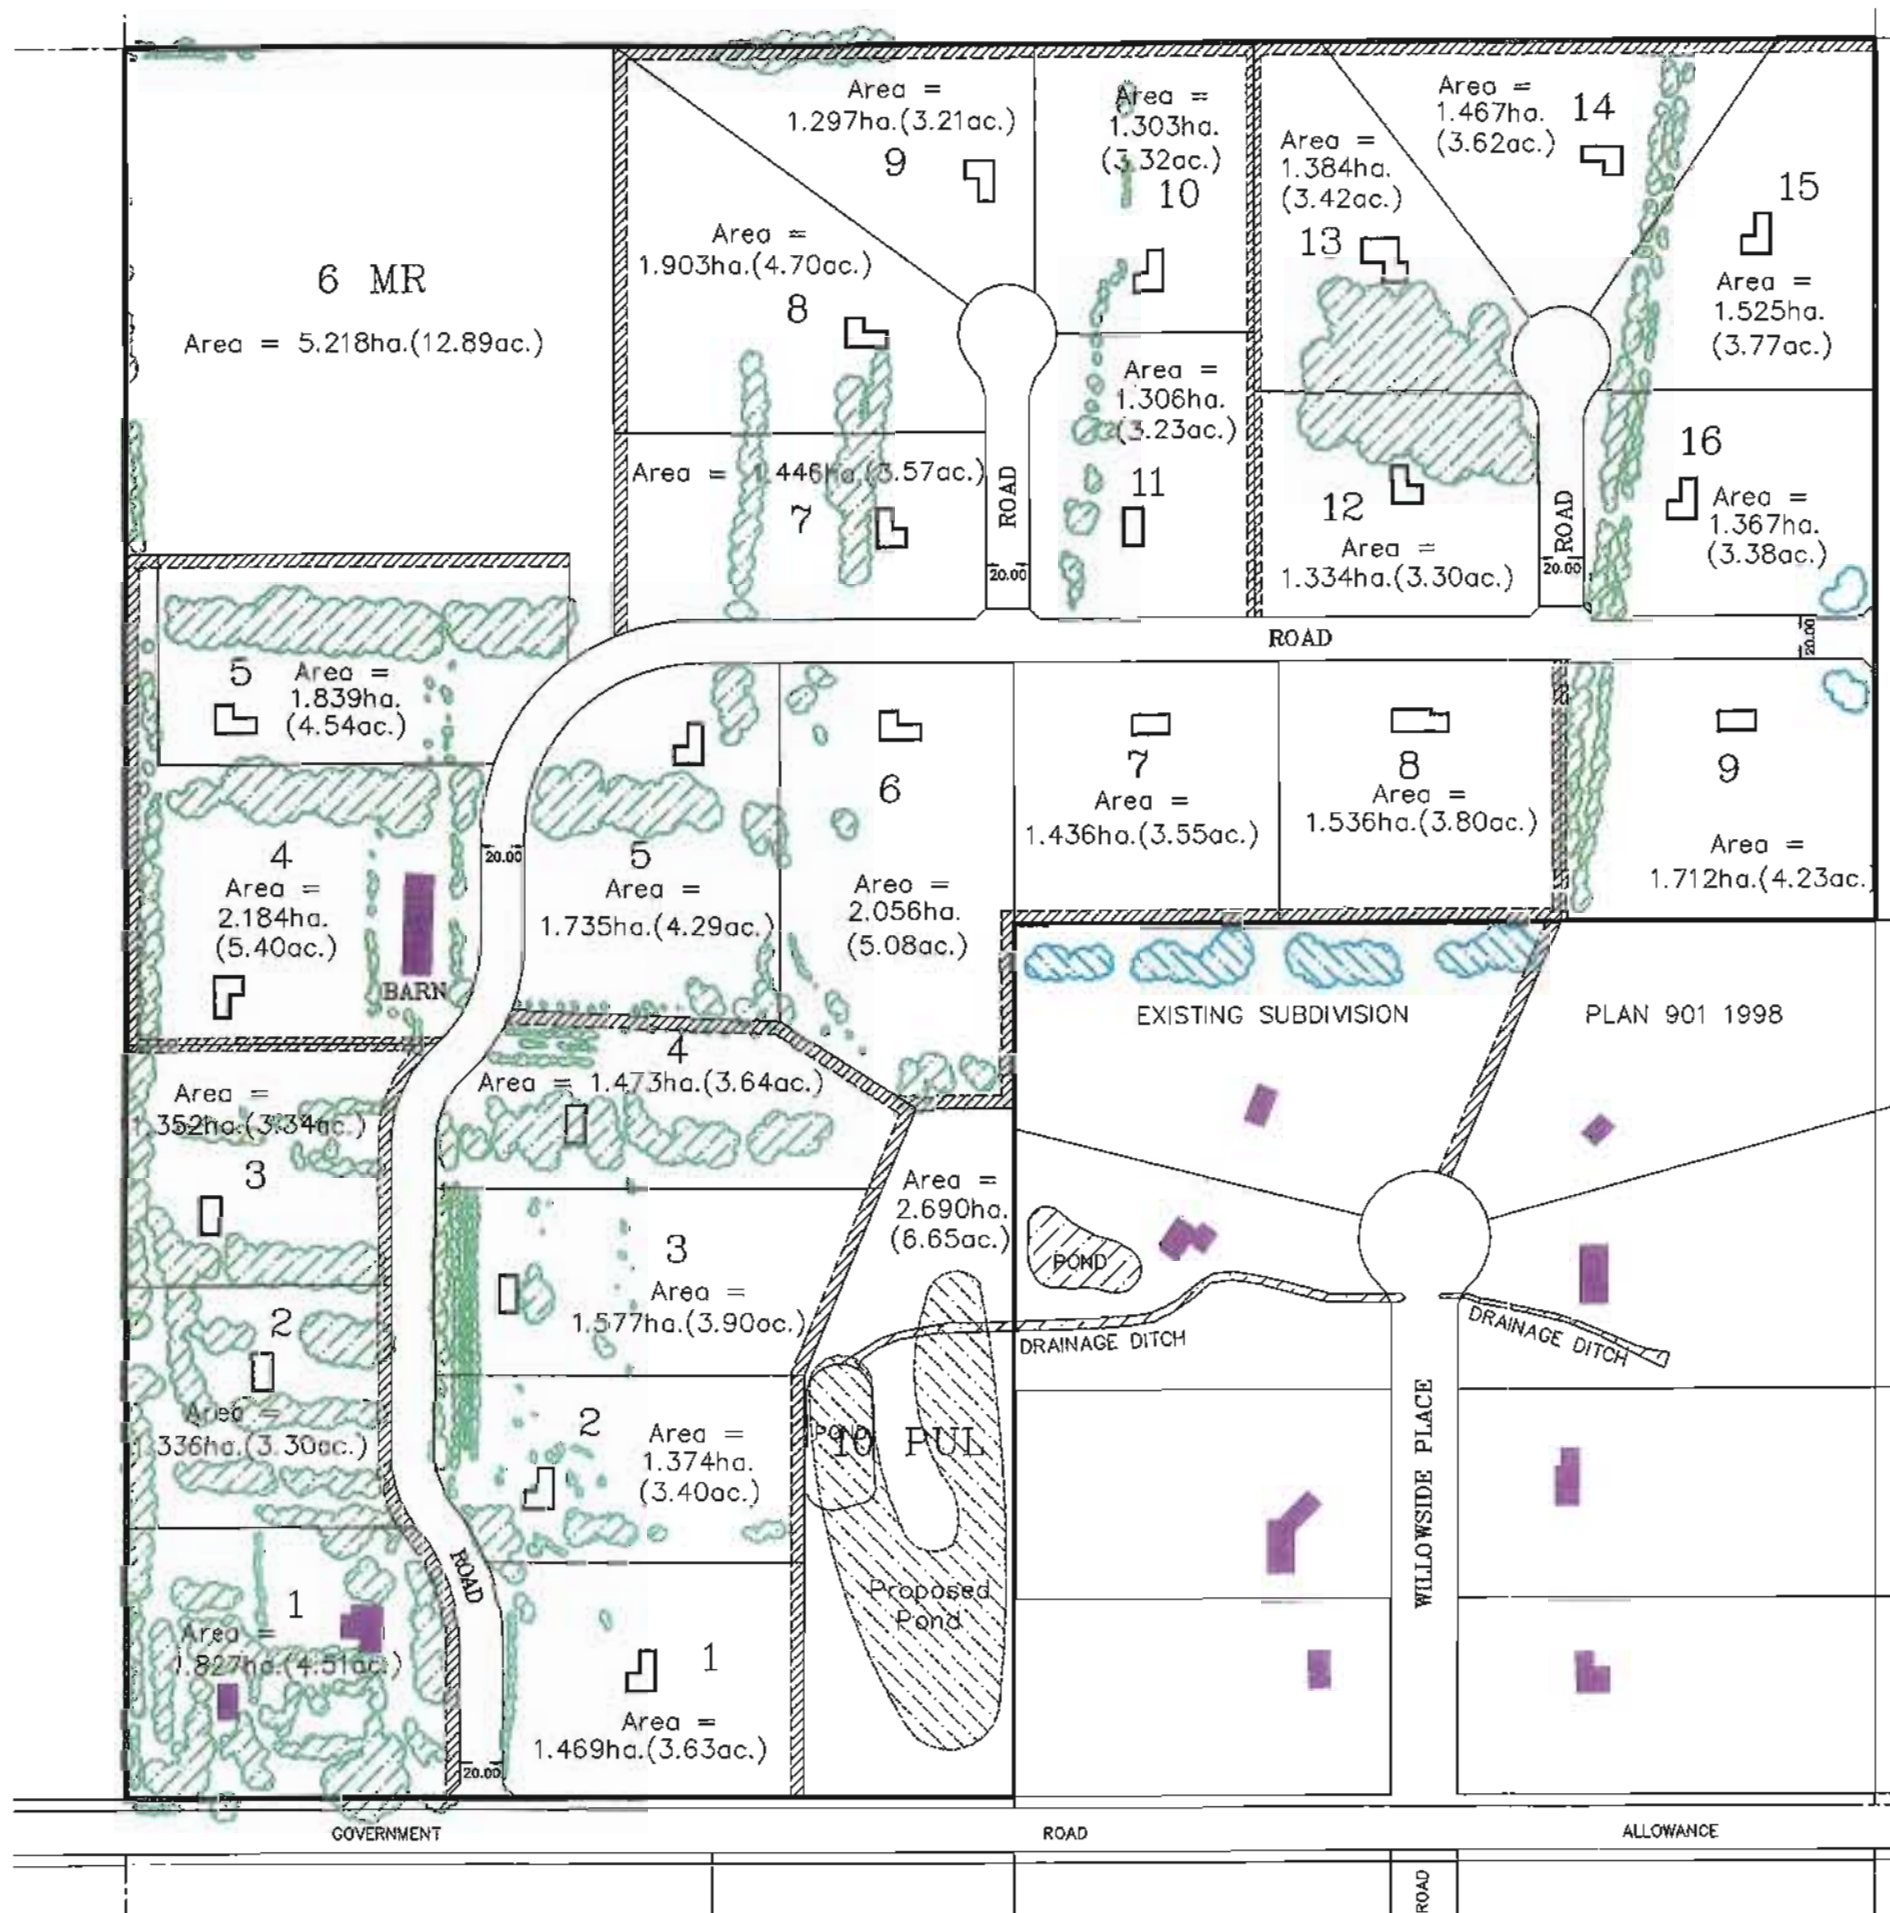 Area =
1.297ha.(3.21ac.)
9
Area =
1.303ha.
(3.32ac.)
10
Area =
1.467ha.
(3.62ac.)
14
Area =
1.384ha.
(3.42ac.)
13
15
Area =
1.525ha.
(3.77ac.)
6 MR
Area = 5.218ha.(12.89ac.)
Area =
1.903ha.(4.70ac.)
8
Area =
1.306ha.
(3.23ac.)
11
Area = 1.446ha.(3.57ac.)
7
ROAD
20.00
12
Area =
1.334ha.(3.30ac.)
ROAD
20.00
16
Area =
1.367ha.
(3.38ac.)
ROAD
20.00
5
Area =
1.839ha.
(4.54ac.)
4
Area =
2.184ha.
(5.40ac.)
BARN
20.00
5
Area =
1.735ha.(4.29ac.)
6
Area =
2.056ha.
(5.08ac.)
7
Area =
1.436ha.(3.55ac.)
8
Area =
1.536ha.(3.80ac.)
9
Area =
1.712ha.(4.23ac.
EXISTING SUBDIVISION
PLAN 901 1998
Area =
1.352ha.(3.34ac.)
3
4
Area = 1.473ha.(3.64ac.)
Area =
2.690ha.
(6.65ac.)
3
Area =
1.577ha.(3.90ac.)
POND
DRAINAGE DITCH
DRAINAGE DITCH
2
Area =
336ha.(3.30ac.)
2
Area =
1.374ha.
(3.40ac.)
POND
10 PUL
Proposed
Pond
WILLOWSIDE PLACE
ROAD
1
Area =
1.827ha.(4.51ac.)
1
Area =
1.469ha.(3.63ac.)
20.00
GOVERNMENT ROAD ALLOWANCE
ROAD